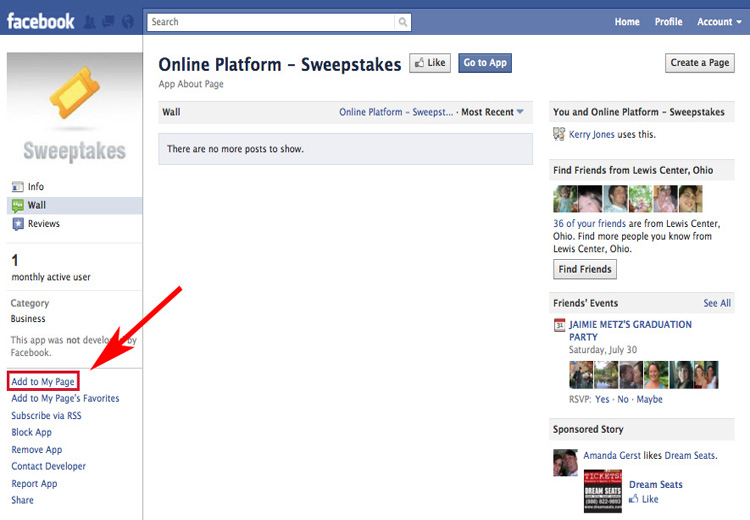 facebook
Search
Home Profile Account
Sweeptakes
Info
Wall
Reviews
1
monthly active user
Category
Business
This app was not developed by
Facebook.
Add to My Page
Add to My Page's Favorites
Subscribe via RSS
Block App
Remove App
Contact Developer
Report App
Share
Online Platform – Sweepstakes
Like
Go to App
App About Page
Wall
Online Platform – Sweepst... · Most Recent
There are no more posts to show.
Create a Page
You and Online Platform – Sweepstakes
Kerry Jones uses this.
Find Friends from Lewis Center, Ohio
36 of your friends are from Lewis Center,
Ohio. Find more people you know from
Lewis Center, Ohio.
Find Friends
Friends' Events See All
31
JAIMIE METZ'S GRADUATION
PARTY
Saturday, July 30
RSVP: Yes · No · Maybe
Sponsored Story
Amanda Gerst likes Dream Seats.
TICKETS!
DREAM SEATS
(888) 622-9093
Dream Seats
Like